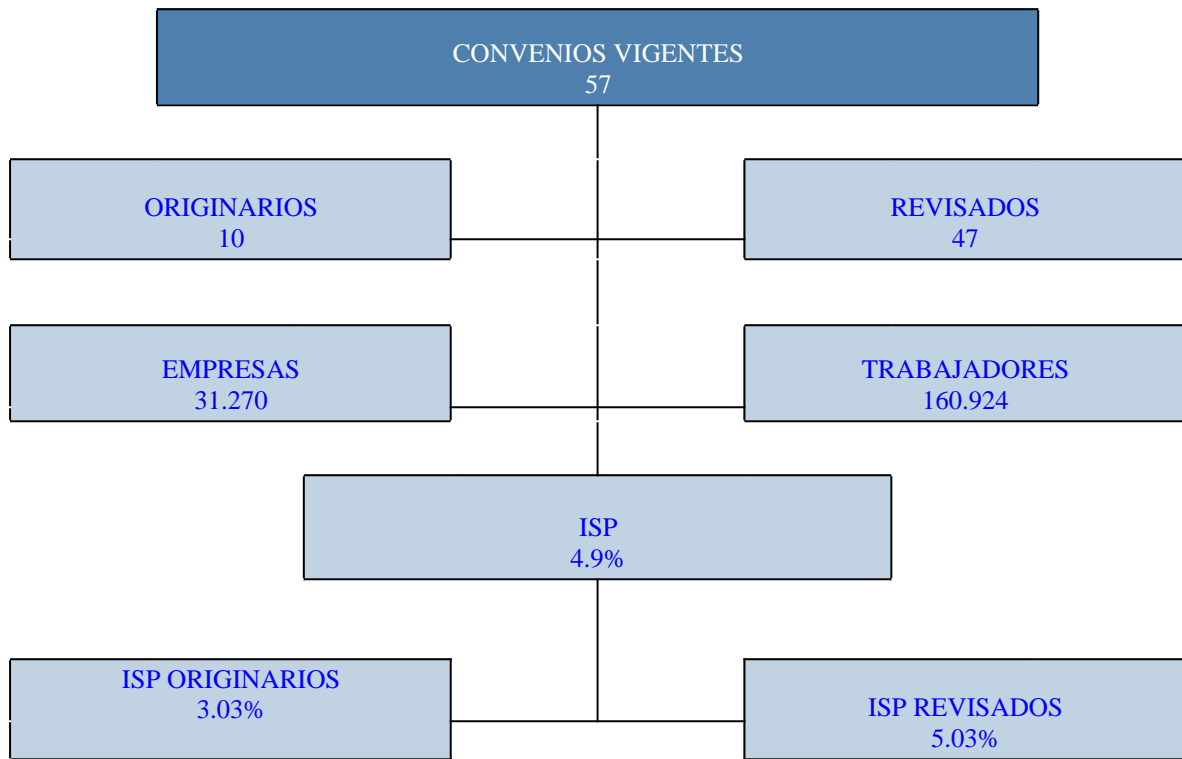 CONVENIOS VIGENTES
57
ORIGINARIOS
10
REVISADOS
47
EMPRESAS
31.270
TRABAJADORES
160.924
ISP
4.9%
ISP ORIGINARIOS
3.03%
ISP REVISADOS
5.03%